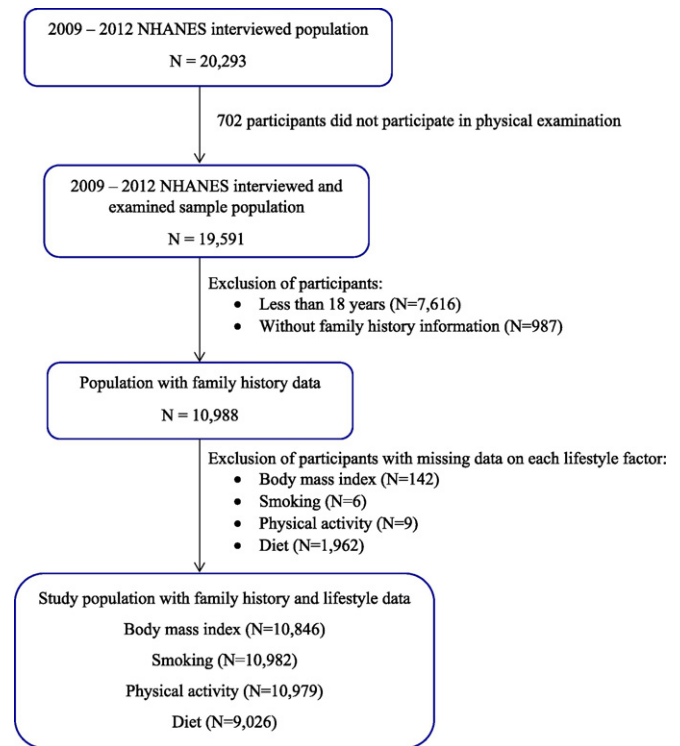 2009 – 2012 NHANES interviewed population
N = 20,293
702 participants did not participate in physical examination
2009 – 2012 NHANES interviewed and
examined sample population
N = 19,591
Exclusion of participants:
• Less than 18 years (N=7,616)
• Without family history information (N=987)
Population with family history data
N = 10,988
Exclusion of participants with missing data on each lifestyle factor:
• Body mass index (N=142)
• Smoking (N=6)
• Physical activity (N=9)
• Diet (N=1,962)
Study population with family history and lifestyle data
Body mass index (N=10,846)
Smoking (N=10,982)
Physical activity (N=10,979)
Diet (N=9,026)